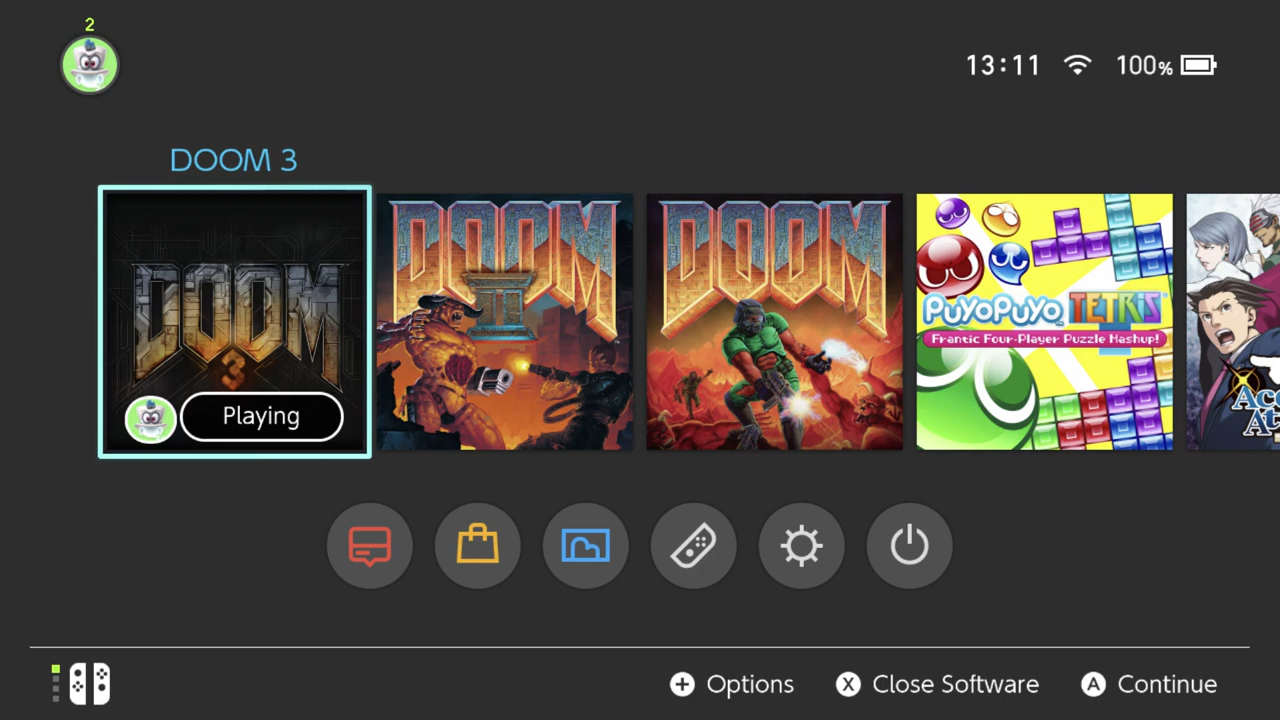 2
13:11
100%
DOOM 3
DOOM
3
Playing
DOOM
II
DOOM
PUYOPUYO TETRIS
Frantic Four-Player Puzzle Mashup!
Options
X Close Software
A Continue